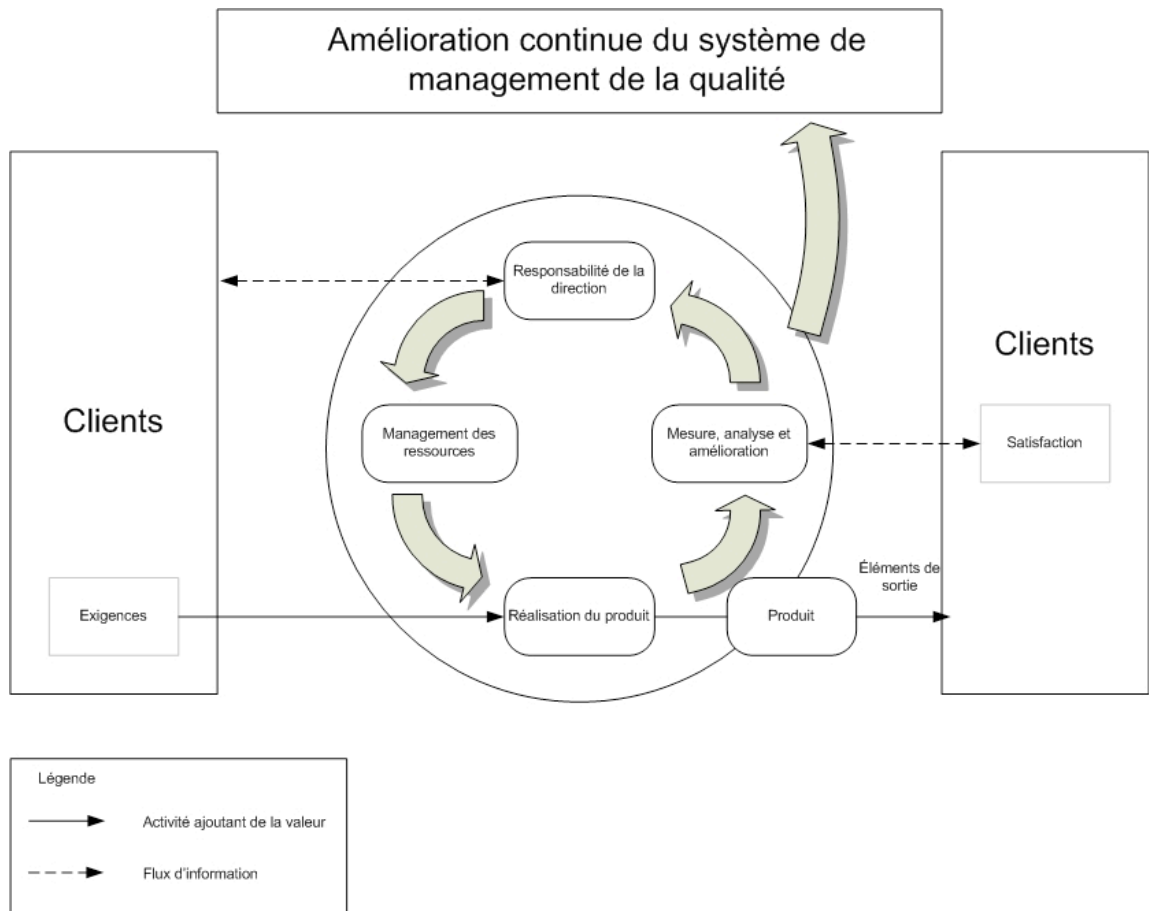 Amélioration continue du système de
management de la qualité
Responsabilité de la
direction
Clients
Clients
Management des
ressources
Mesure, analyse et
amélioration
Satisfaction
Éléments de
sortie
Exigences
Réalisation du produit
Produit
Légende
Activité ajoutant de la valeur
Flux d'information